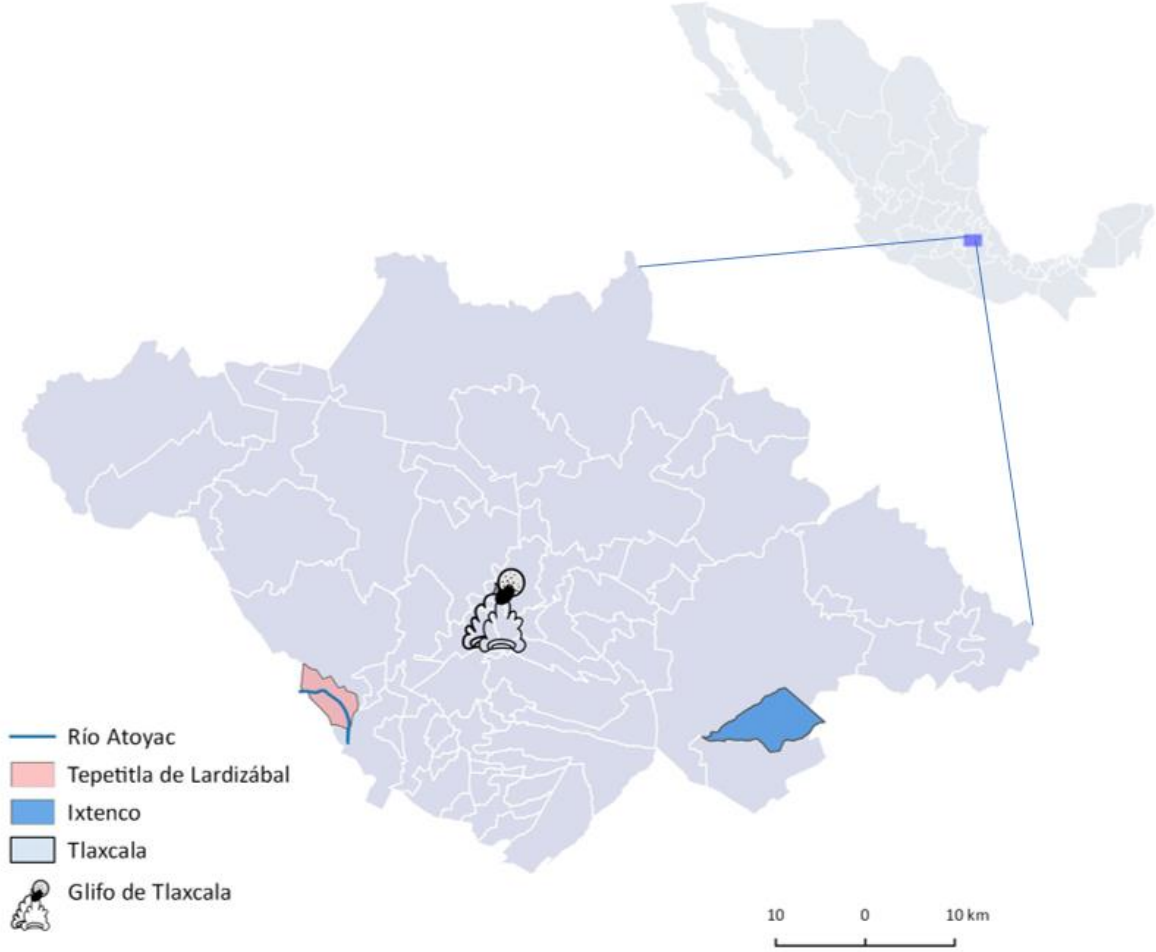 Río Atoyac
Tepetitla de Lardizábal
Ixtenco
Tlaxcala
Glifo de Tlaxcala
10 0 10 km